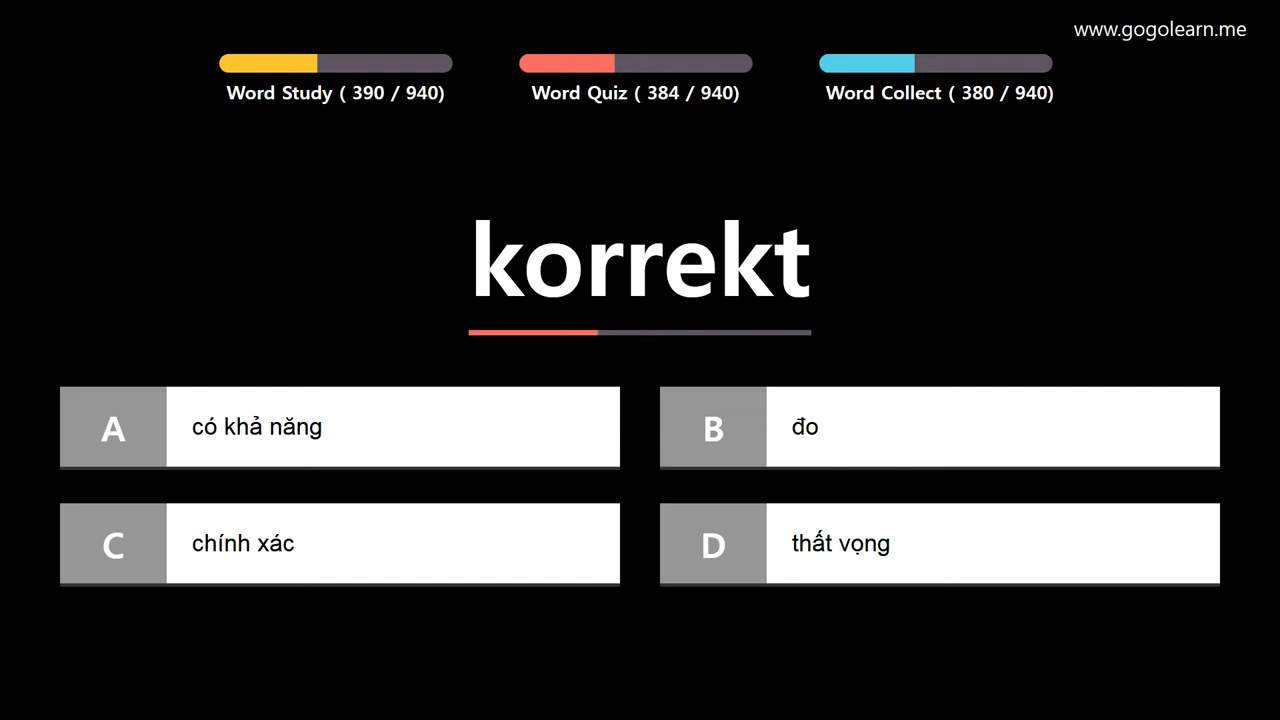 www.gogolearn.me
Word Study ( 390 / 940)
Word Quiz ( 384 / 940)
Word Collect ( 380 / 940)
korrekt
A
có khả năng
B
đo
C
chính xác
D
thất vọng